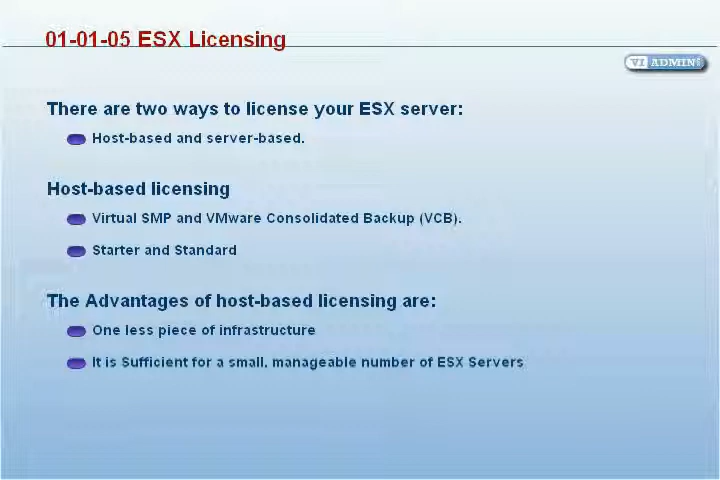 01-01-05 ESX Licensing
VI ADMIN
There are two ways to license your ESX server:
Host-based and server-based.
Host-based licensing
Virtual SMP and VMware Consolidated Backup (VCB).
Starter and Standard
The Advantages of host-based licensing are:
One less piece of infrastructure
It is Sufficient for a small, manageable number of ESX Servers